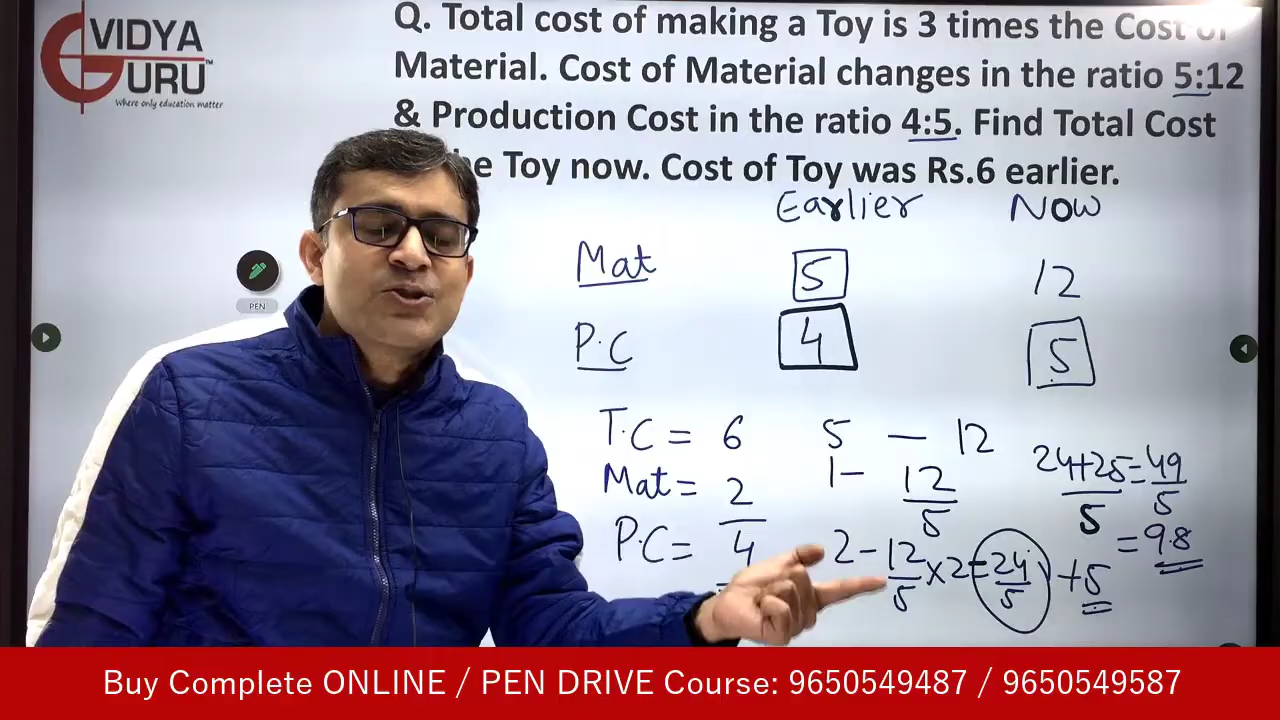 VIDYA
GURU
™
Where only education matter
Q. Total cost of making a Toy is 3 times the Cost of
Material. Cost of Material changes in the ratio 5:12
& Production Cost in the ratio 4:5. Find Total Cost
he Toy now. Cost of Toy was Rs.6 earlier.
Earlier Now
Mat 5 12
P.C 4 5
PEN
T.C = 6 5 — 12
Mat = 2 1 — 12/5 24+25/5 = 49/5
P.C = 4 2 — 12/5 × 2 = 24/5 + 5 = 9.8
Buy Complete ONLINE / PEN DRIVE Course: 9650549487 / 9650549587